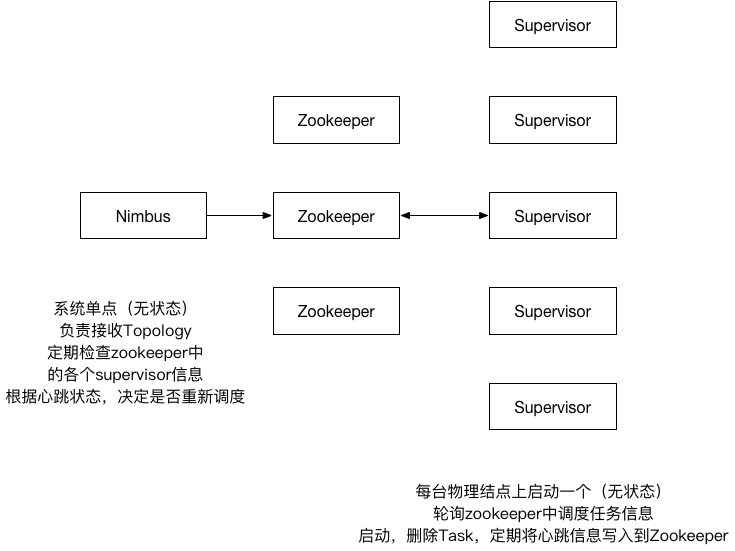 Supervisor
Zookeeper
Supervisor
Nimbus
Zookeeper
Supervisor
Zookeeper
Supervisor
Supervisor
系统单点（无状态）
负责接收Topology
定期检查zookeeper中
的各个supervisor信息
根据心跳状态，决定是否重新调度
每台物理结点上启动一个（无状态）
轮询zookeeper中调度任务信息
启动，删除Task，定期将心跳信息写入到Zookeeper